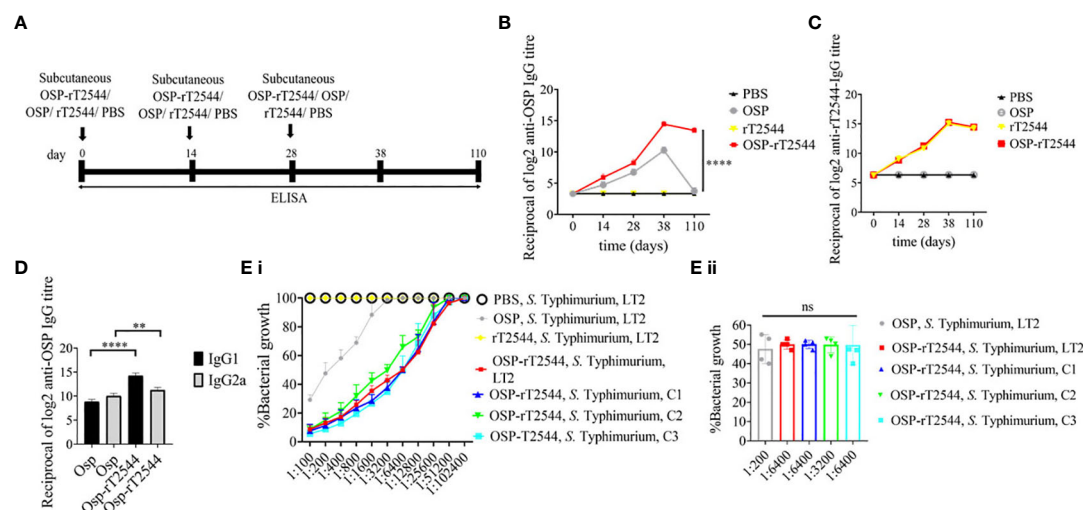 A
Subcutaneous
OSP-rT2544/
OSP/ rT2544/ PBS
Subcutaneous
OSP-rT2544/
OSP/ rT2544/ PBS
Subcutaneous
OSP-rT2544/ OSP/
rT2544/ PBS
day
0
14
28
38
110
ELISA
B
PBS
OSP
rT2544
OSP-rT2544
Reciprocal of log2 anti-OSP IgG titre
20
15
10
5
0
****
0 14 28 38 110
time (days)
C
PBS
OSP
rT2544
OSP-rT2544
Reciprocal of log2 anti-rT2544-IgG titre
20
15
10
5
0
0 14 28 38 110
time (days)
D
Reciprocal of log2 anti-OSP IgG titre
20
15
10
5
0
****
**
IgG1
IgG2a
Osp
Osp
Osp-rT2544
Osp-rT2544
E i
%Bacterial growth
100
80
60
40
20
0
1:100
1:200
1:400
1:800
1:1600
1:3200
1:6400
1:12800
1:25600
1:51200
1:102400
PBS, S. Typhimurium, LT2
OSP, S. Typhimurium, LT2
rT2544, S. Typhimurium, LT2
OSP-rT2544, S. Typhimurium,
LT2
OSP-rT2544, S. Typhimurium, C1
OSP-rT2544, S. Typhimurium, C2
OSP-T2544, S. Typhimurium, C3
E ii
ns
%Bacterial growth
60
50
40
30
20
10
0
1:200
1:6400
1:6400
1:3200
1:6400
OSP, S. Typhimurium, LT2
OSP-rT2544, S. Typhimurium, LT2
OSP-rT2544, S. Typhimurium, C1
OSP-rT2544, S. Typhimurium, C2
OSP-rT2544, S. Typhimurium, C3